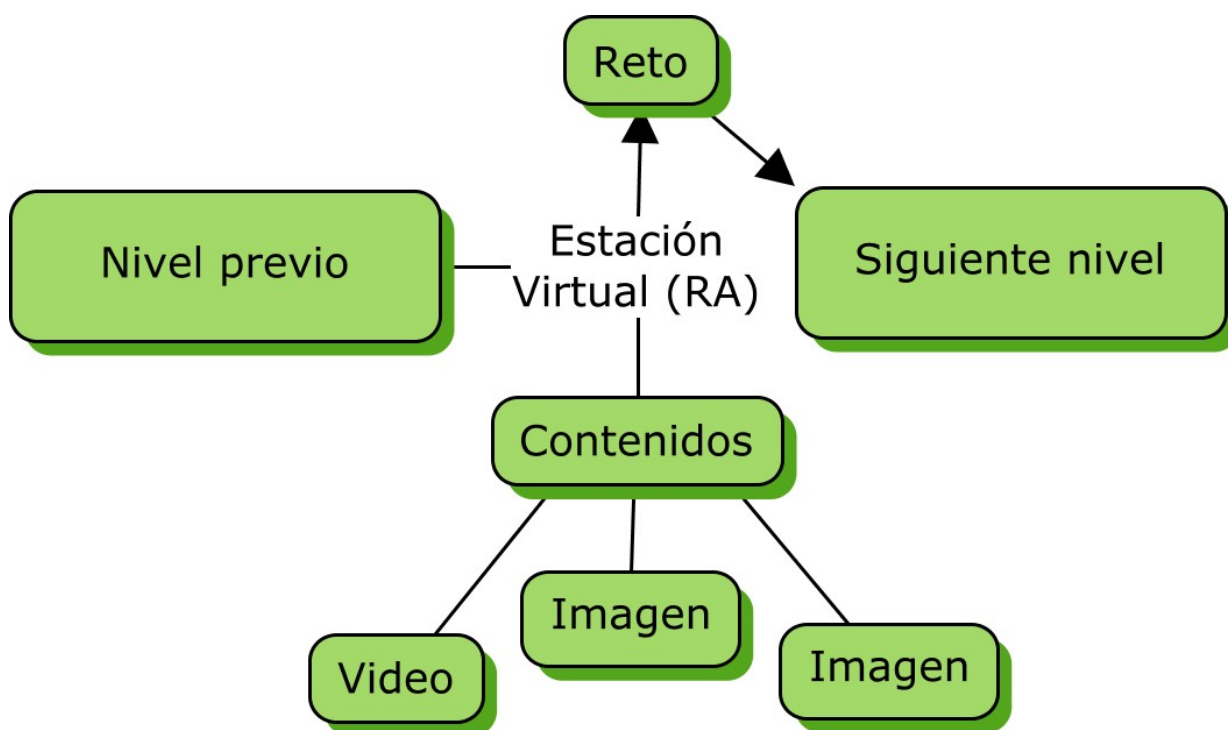 Reto
Nivel previo
Estación
Virtual (RA)
Siguiente nivel
Contenidos
Video
Imagen
Imagen